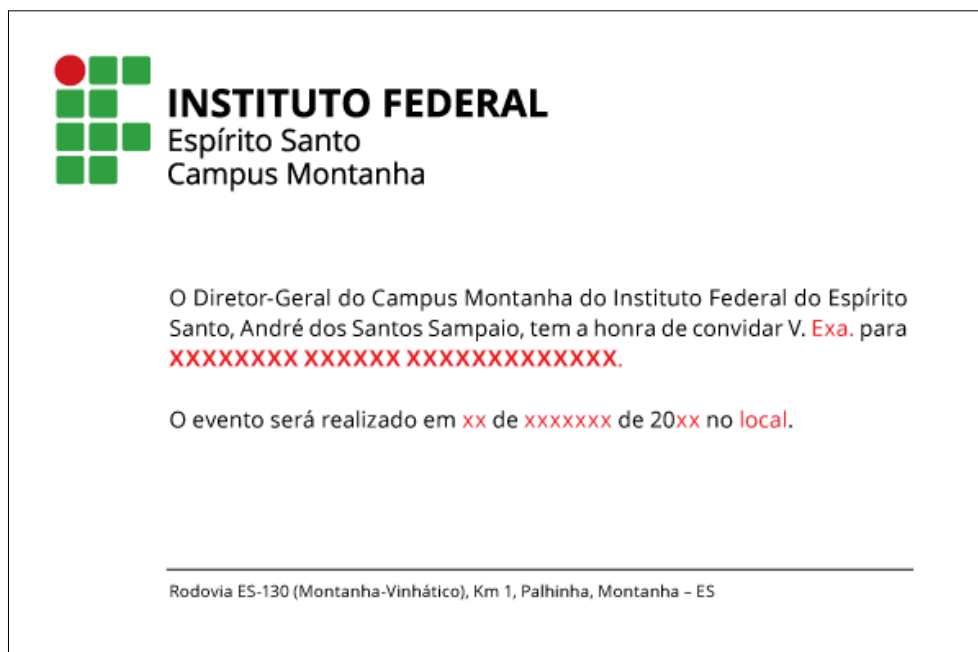 INSTITUTO FEDERAL
Espírito Santo
Campus Montanha
O Diretor-Geral do Campus Montanha do Instituto Federal do Espírito
Santo, André dos Santos Sampaio, tem a honra de convidar V. Exa. para
XXXXXXXX XXXXXX XXXXXXXXXXXXX.
O evento será realizado em xx de xxxxxxx de 20xx no local.
Rodovia ES-130 (Montanha-Vinhático), Km 1, Palhinha, Montanha – ES